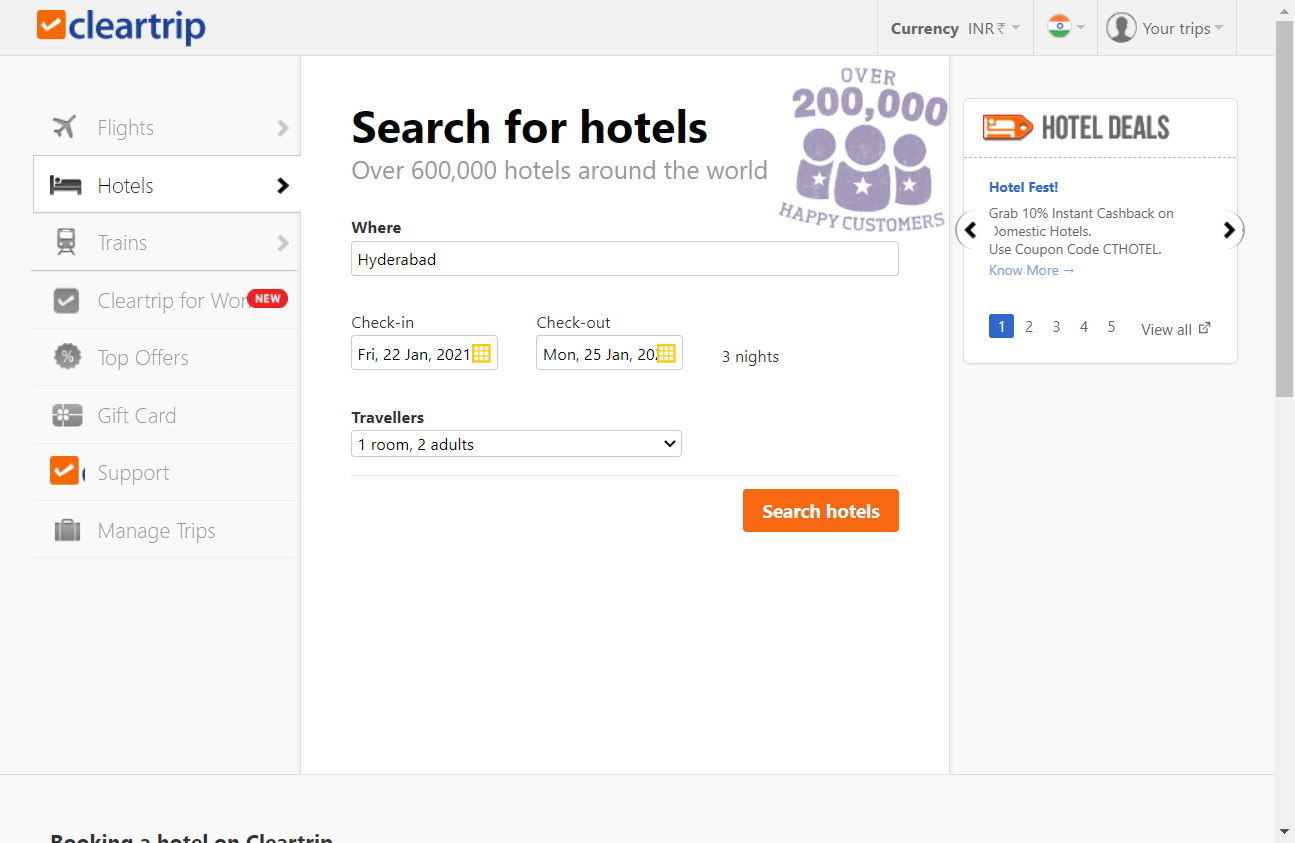 cleartrip
Currency INR ₹
Your trips
Flights
Hotels
Trains
Cleartrip for Wor
NEW
Top Offers
Gift Card
Support
Manage Trips
Search for hotels
Over 600,000 hotels around the world
OVER
200,000
HAPPY CUSTOMERS
Where
Hyderabad
Check-in
Check-out
Fri, 22 Jan, 2021
Mon, 25 Jan, 202
3 nights
Travellers
1 room, 2 adults
Search hotels
HOTEL DEALS
Hotel Fest!
Grab 10% Instant Cashback on
Domestic Hotels.
Use Coupon Code CTHOTEL.
Know More →
1 2 3 4 5 View all
Booking a hotel on Cleartrip